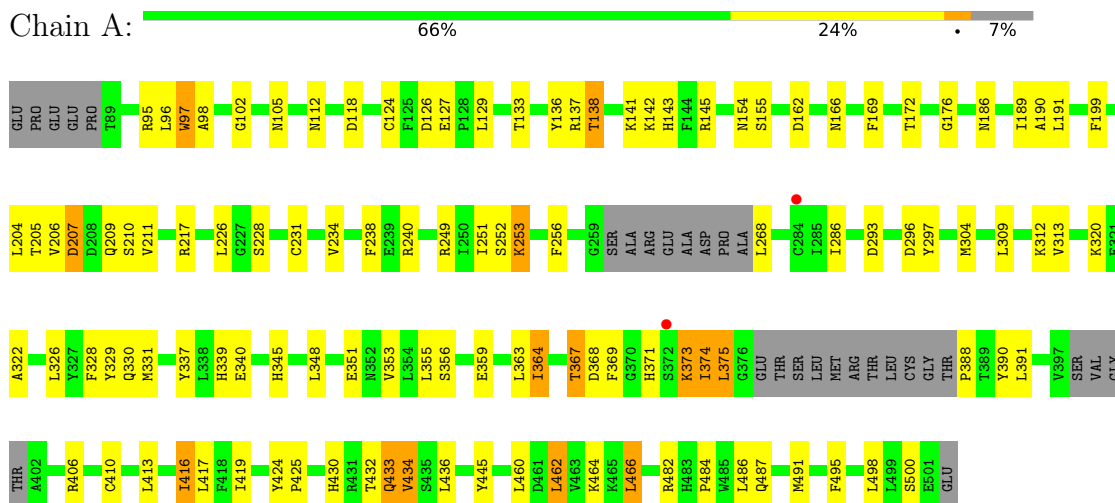 Chain A:
66% 24% • 7%
GLU PRO GLU GLU PRO T89 R95 L96 W97 A98 G102 N105 N112 D118 C124 F125 D126 E127 P128 L129 T133 Y136 R137 T138 K141 K142 H143 F144 R145 N154 S155 D162 N166 F169 T172 G176 N186 I189 A190 L191 F199
L204 T205 V206 D207 D208 Q209 S210 V211 R217 L226 G227 S228 C231 V234 F238 E239 R240 R249 I250 I251 S252 K253 F256 G259 SER ALA ARG GLU ALA ASP PRO ALA L268 C284 I285 I286 D293 D296 Y297 M304 L309 K312 V313 K320 E321
A322 L326 Y327 F328 Y329 Q330 M331 Y337 L338 H339 E340 H345 L348 E351 N352 V353 L354 L355 S356 E359 L363 I364 T367 D368 F369 G370 H371 S372 K373 I374 L375 G376 GLU THR SER LEU MET ARG THR LEU CYS GLY THR P388 T389 Y390 L391 V397 SER VAL GLY
THR A402 R406 C410 L413 I416 L417 F418 I419 Y424 P425 H430 R431 T432 Q433 V434 S435 L436 Y445 L460 D461 L462 V463 K464 K465 L466 R482 H483 P484 W485 L486 Q487 M491 F495 L498 L499 S500 E501 GLU